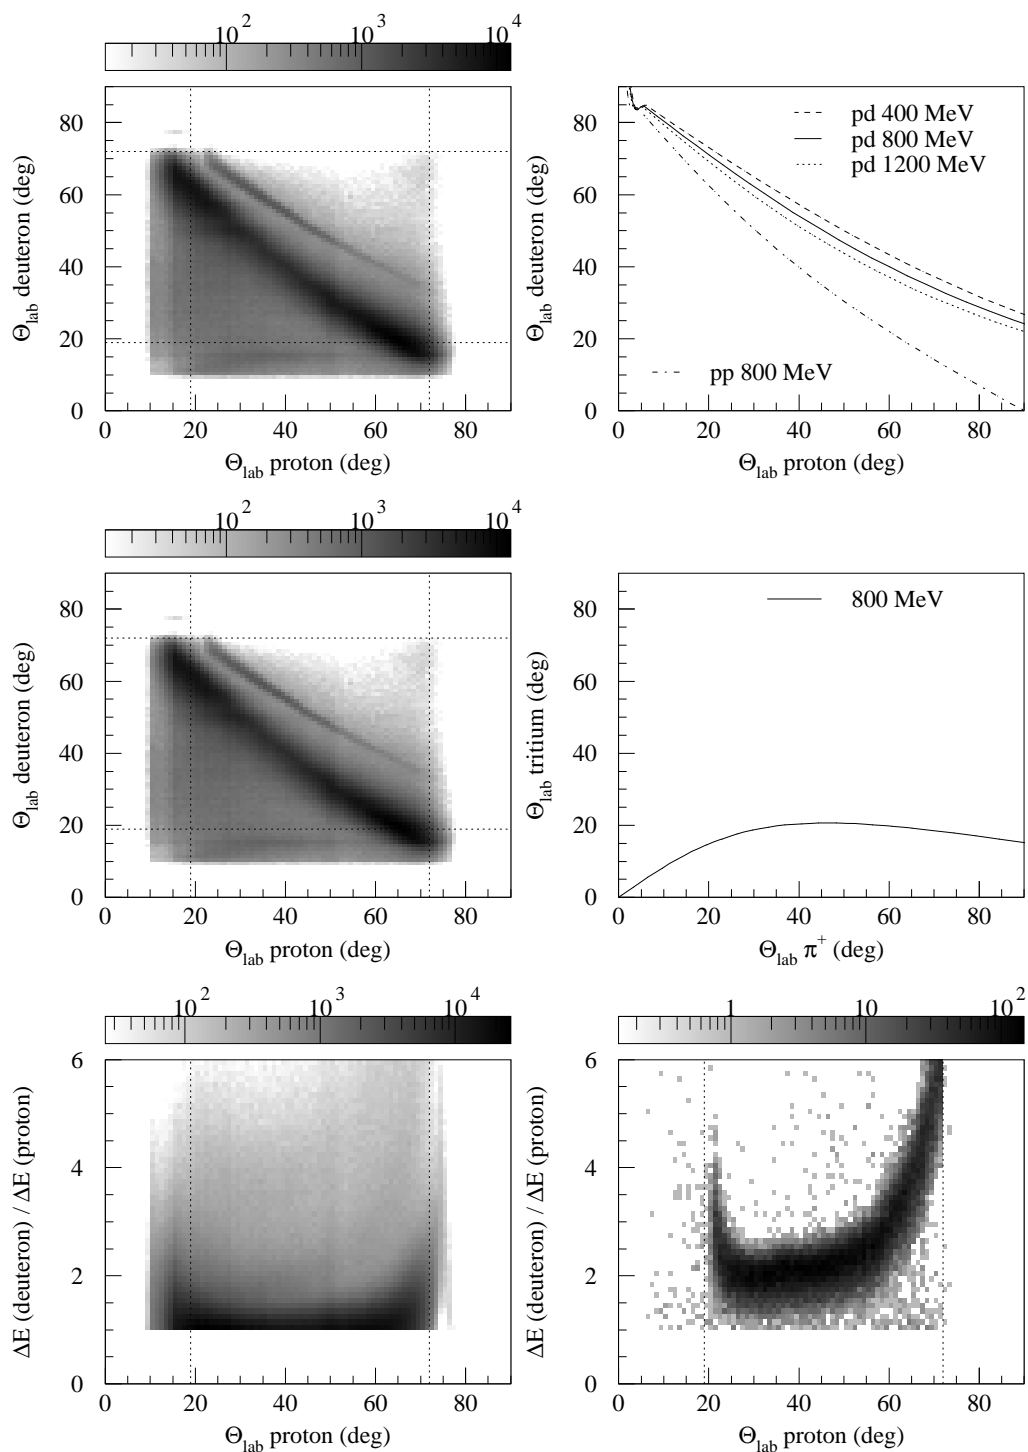 10^2 10^3 10^4
Θlab deuteron (deg)
80
60
40
20
0
0 20 40 60 80
Θlab proton (deg)
Θlab deuteron (deg)
80
60
40
20
0
pd 400 MeV
pd 800 MeV
pd 1200 MeV
pp 800 MeV
0 20 40 60 80
Θlab proton (deg)
10^2 10^3 10^4
Θlab deuteron (deg)
80
60
40
20
0
0 20 40 60 80
Θlab proton (deg)
Θlab tritium (deg)
80
60
40
20
0
800 MeV
0 20 40 60 80
Θlab π+ (deg)
10^2 10^3 10^4
ΔE (deuteron) / ΔE (proton)
6
4
2
0
0 20 40 60 80
Θlab proton (deg)
1 10 10^2
ΔE (deuteron) / ΔE (proton)
6
4
2
0
0 20 40 60 80
Θlab proton (deg)